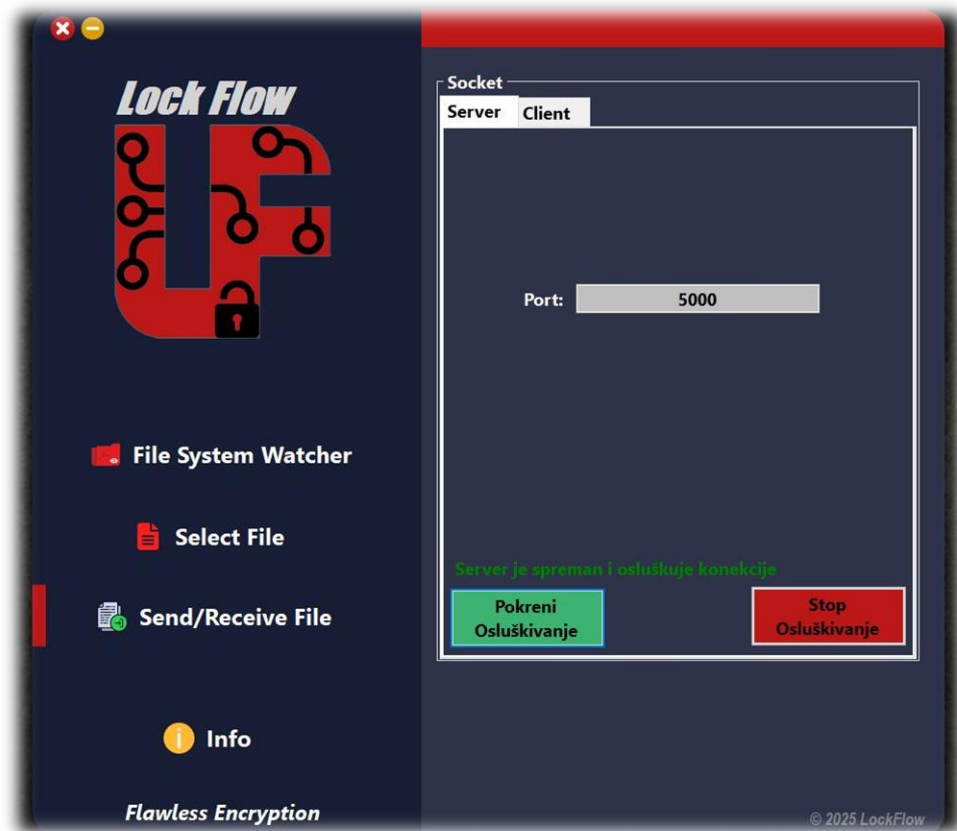 Lock Flow
File System Watcher
Select File
Send/Receive File
Info
Flawless Encryption
Socket
Server Client
Port: 5000
Server je spreman i osluškuje konekcije
Pokreni
Osluškivanje
Stop
Osluškivanje
© 2025 LockFlow